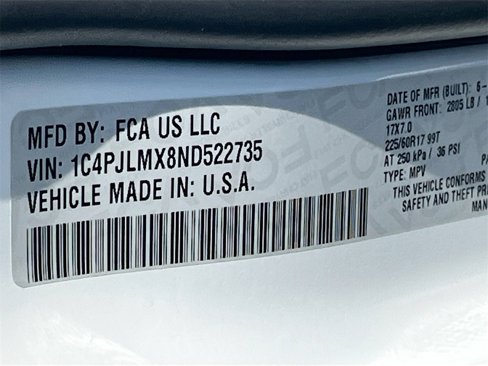 MFD BY: FCA US LLC
VIN: 1C4PJLMX8ND522735
VEHICLE MADE IN: U.S.A.
DATE OF MFR (BUILT): 6-
GAWR FRONT: 2805 LB / 1
17X7.0
225/60R17 99T
AT 250 kPa / 36 PSI
TYPE: MPV
THIS VEHICLE CONFORMS
SAFETY AND THEFT PR
MAN